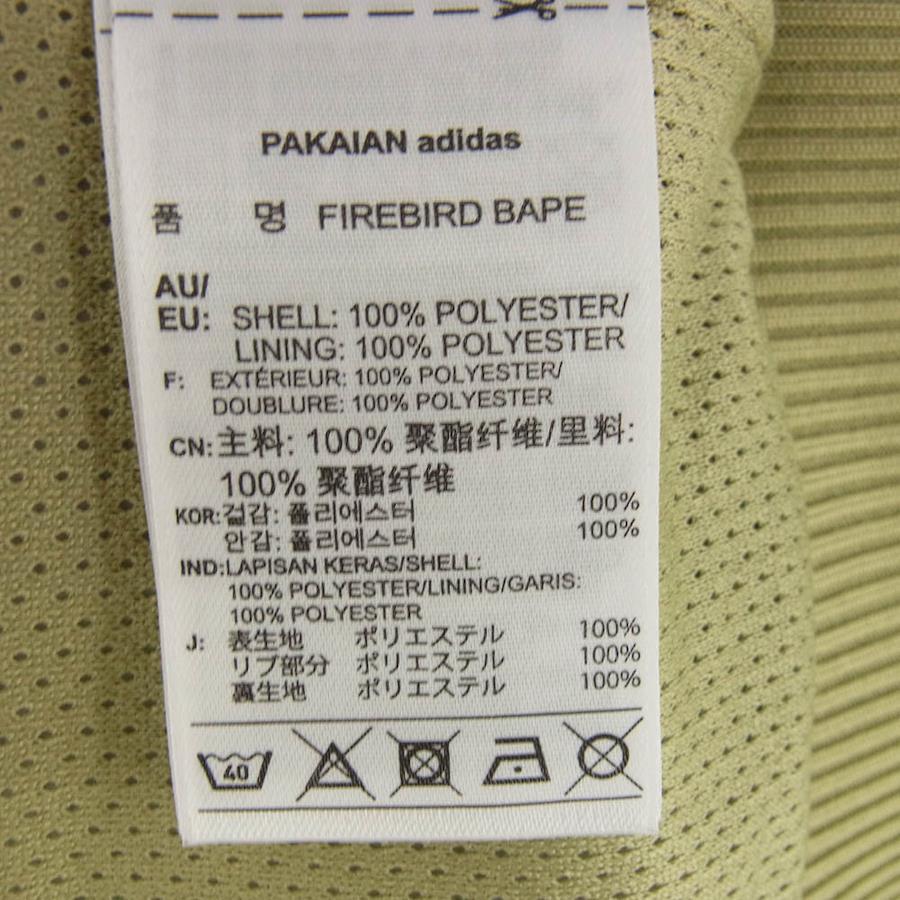 PAKAIAN adidas
품 명 FIREBIRD BAPE
AU/
EU: SHELL: 100% POLYESTER/
LINING: 100% POLYESTER
F: EXTÉRIEUR: 100% POLYESTER/
DOUBLURE: 100% POLYESTER
CN: 主料: 100% 聚酯纤维/里料:
100% 聚酯纤维
KOR: 겉감: 폴리에스터 100%
안감: 폴리에스터 100%
IND: LAPISAN KERAS/SHELL:
100% POLYESTER/LINING/GARIS:
100% POLYESTER
J: 表生地 ポリエステル 100%
リブ部分 ポリエステル 100%
裏生地 ポリエステル 100%
40